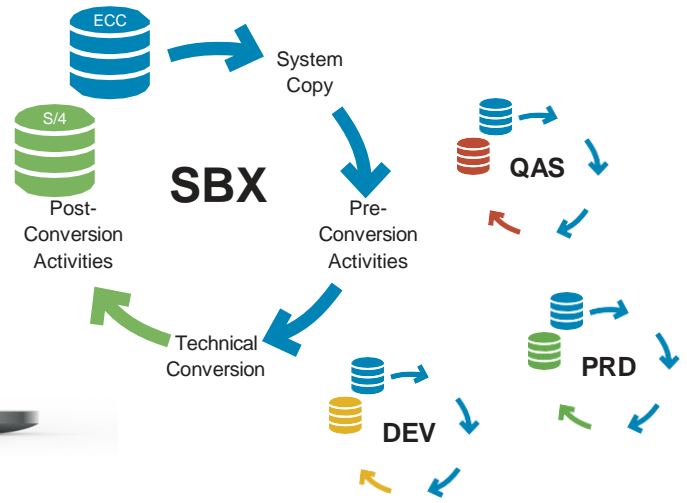 ECC
System
Copy
S/4
SBX
Post-
Conversion
Activities
Pre-
Conversion
Activities
Technical
Conversion
QAS
PRD
DEV